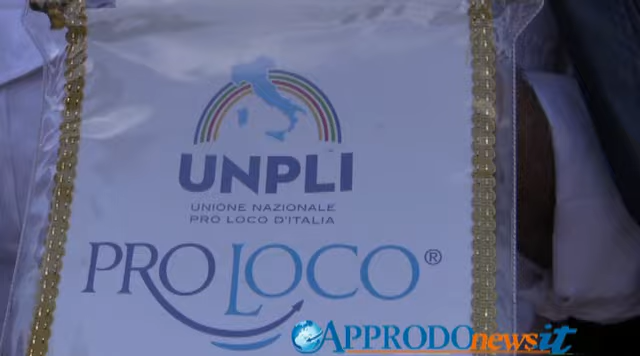 UNPLI
UNIONE NAZIONALE
PRO LOCO D'ITALIA
PRO LOCO®
APPRODOnews.it